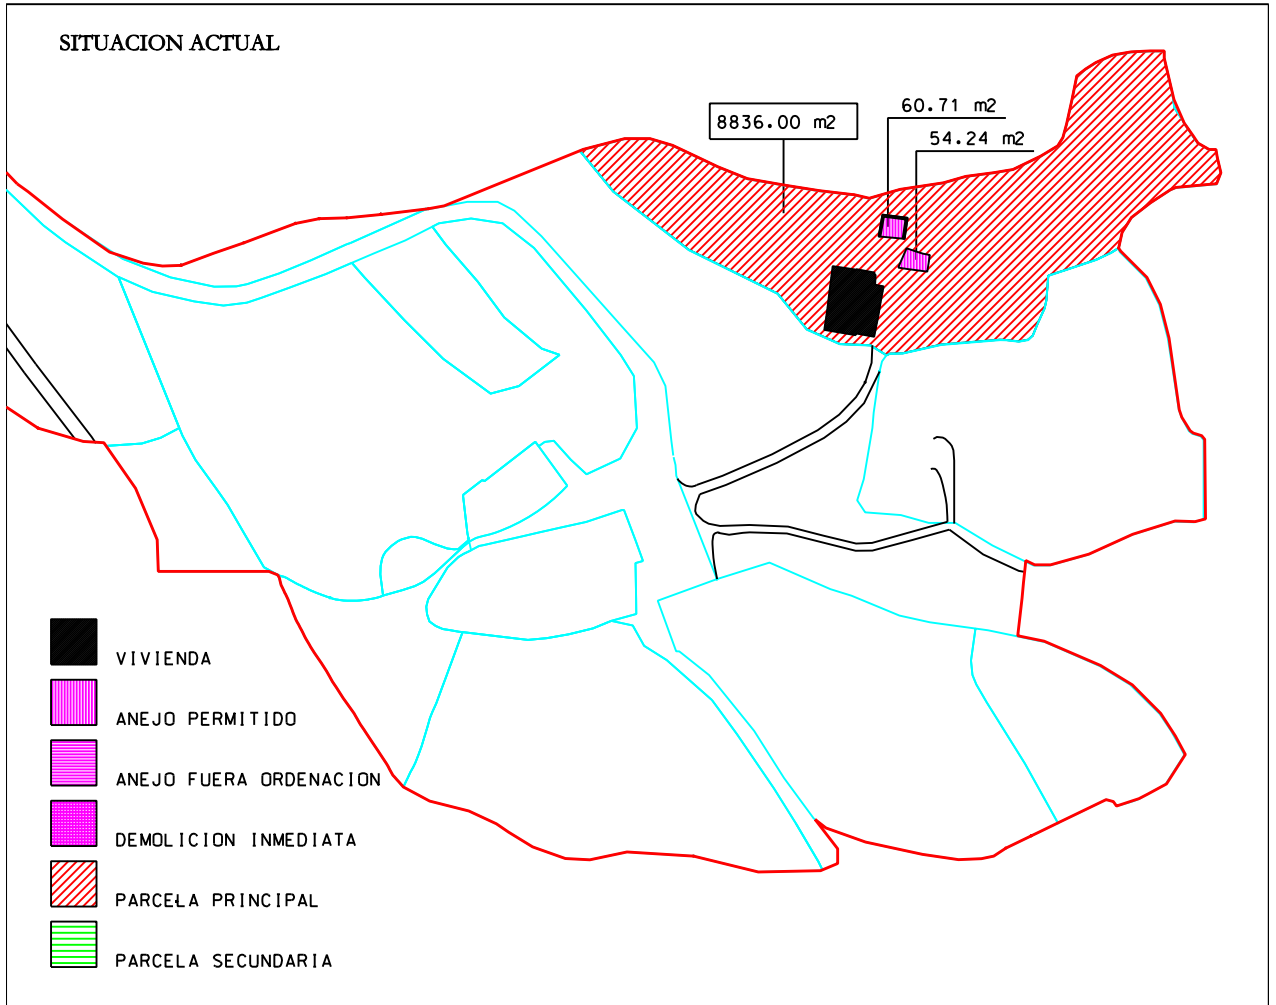 SITUACION ACTUAL
8836.00 m2
60.71 m2
54.24 m2
VIVIENDA
ANEJO PERMITIDO
ANEJO FUERA ORDENACION
DEMOLICION INMEDIATA
PARCELA PRINCIPAL
PARCELA SECUNDARIA